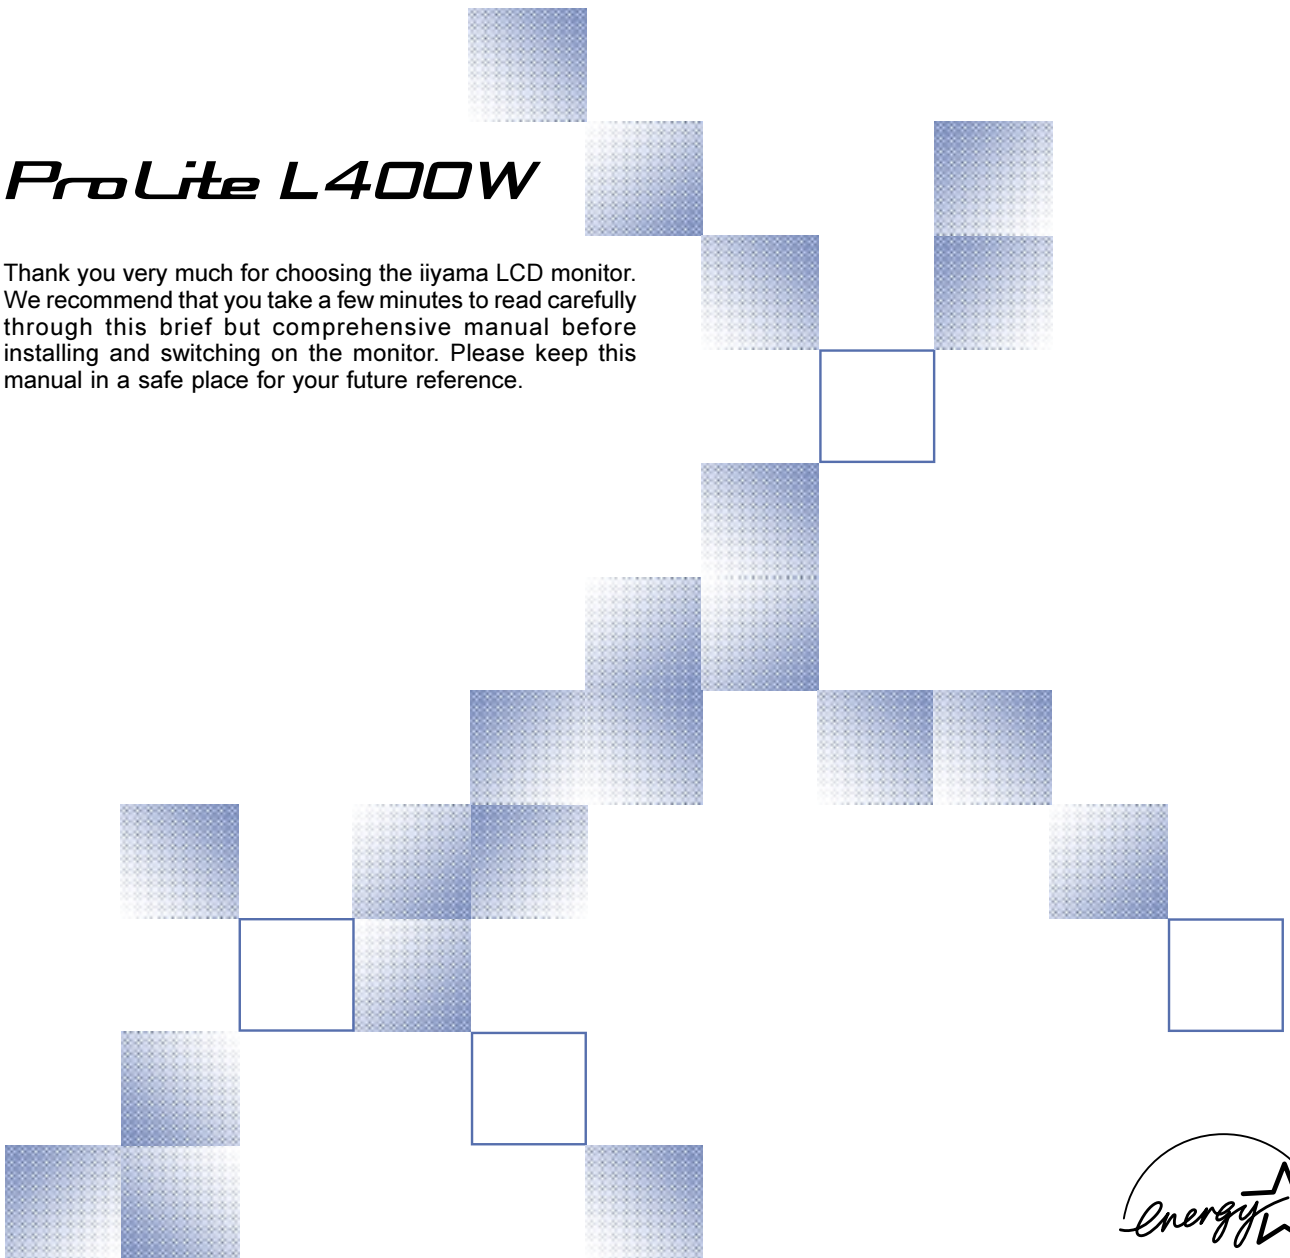 ProLite L400W
Thank you very much for choosing the iiyama LCD monitor.
We recommend that you take a few minutes to read carefully
through this brief but comprehensive manual before
installing and switching on the monitor. Please keep this
manual in a safe place for your future reference.
energy